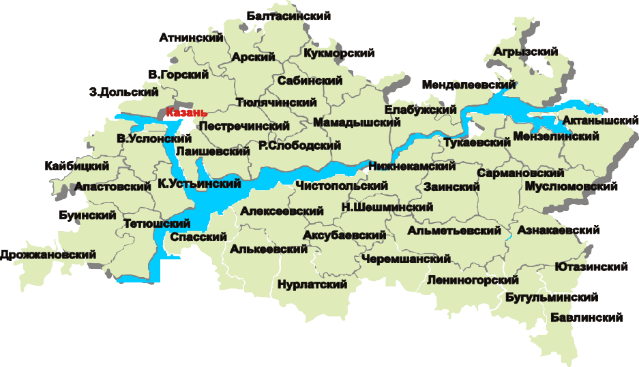 Балтасинский
Атнинский
Кукморский
Агрызский
Арский
В.Горский
Сабинский
Менделеевский
З.Дольский
Тюлячинский
Елабужский
Казань
Мамадышский
Актанышский
Пестречинский
В.Услонский
Мензелинский
Тукаевский
Р.Слободский
Лаишевский
Кайбицкий
Нижнекамский
Сармановский
Апастовский
К.Устьинский
Чистопольский
Заинский
Муслюмовский
Н.Шешминский
Буинский
Алексеевский
Тетюшский
Альметьевский
Азнакаевский
Спасский
Аксубаевский
Алькеевский
Дрожжановский
Черемшанский
Ютазинский
Лениногорский
Нурлатский
Бугульминский
Бавлинский